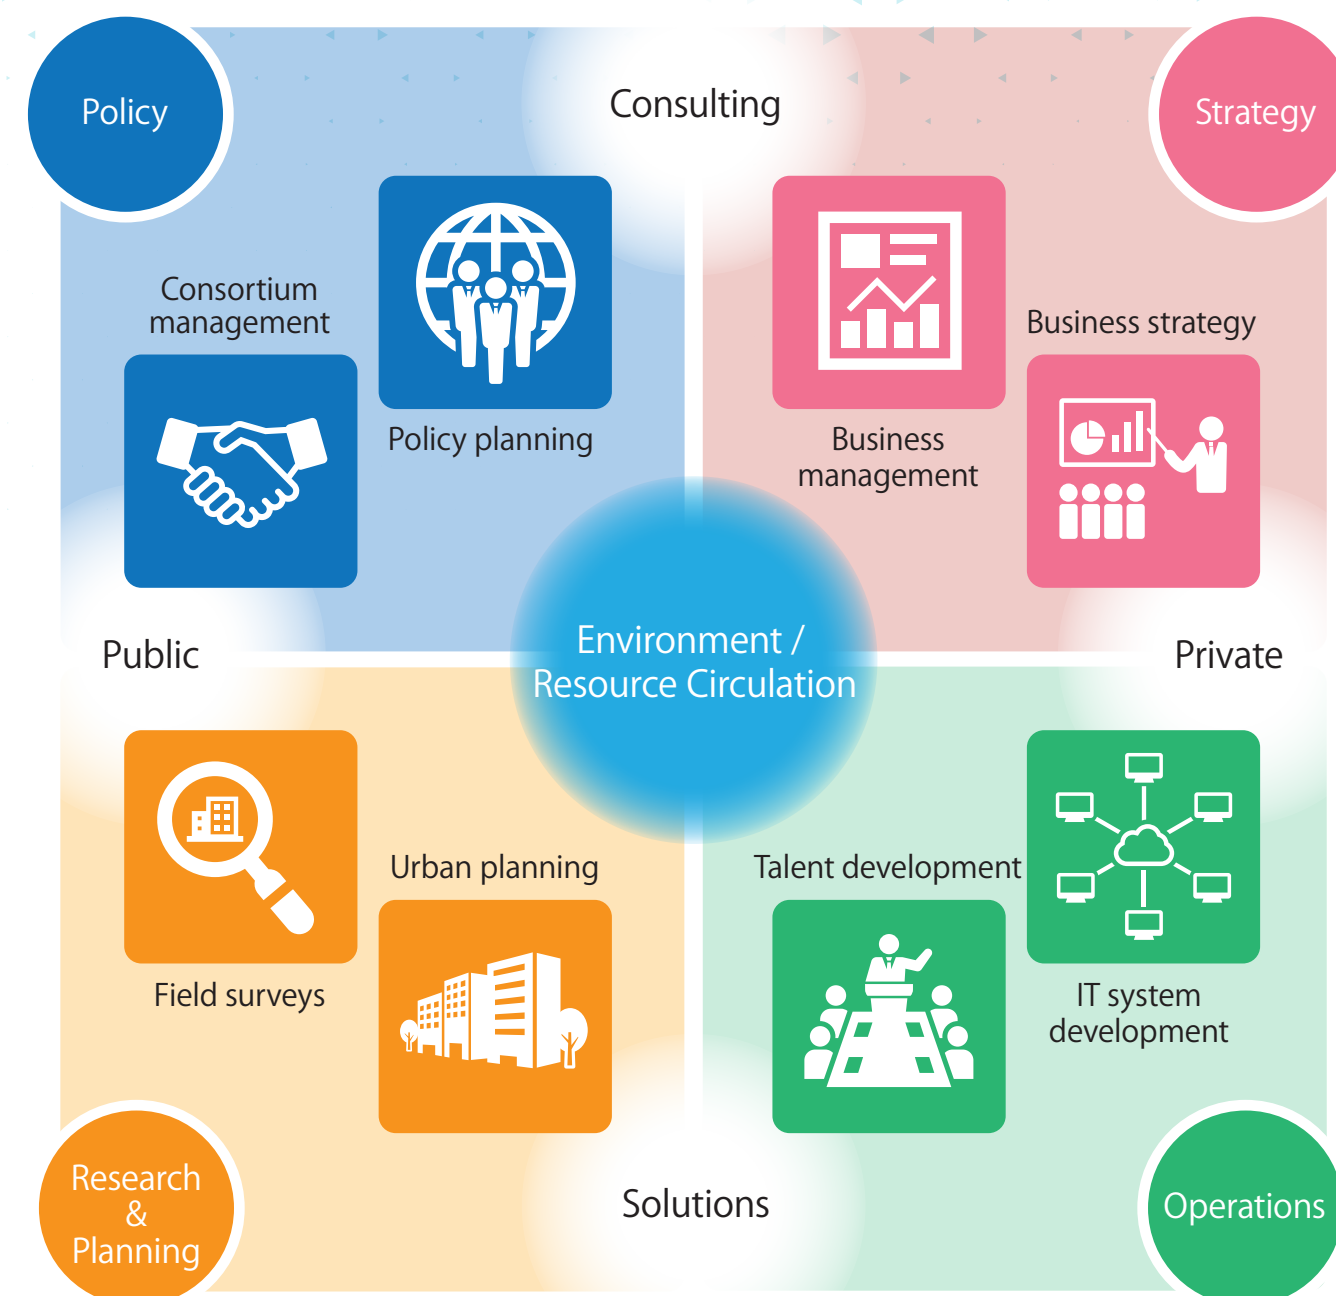 Policy
Consulting
Strategy
Consortium
management
Policy planning
Business
management
Business strategy
Public
Environment /
Resource Circulation
Private
Field surveys
Urban planning
Talent development
IT system
development
Research
&
Planning
Solutions
Operations